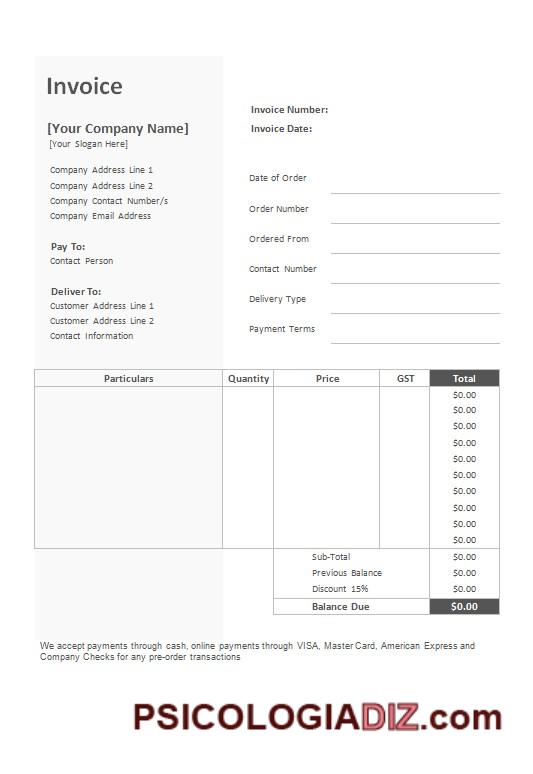 Invoice
Invoice Number:
[Your Company Name]
Invoice Date:
[Your Slogan Here]
Company Address Line 1
Company Address Line 2
Company Contact Number/s
Company Email Address
Pay To:
Contact Person
Deliver To:
Customer Address Line 1
Customer Address Line 2
Contact Information
Date of Order
Order Number
Ordered From
Contact Number
Delivery Type
Payment Terms
Particulars Quantity Price GST Total
$0.00
$0.00
$0.00
$0.00
$0.00
$0.00
$0.00
$0.00
$0.00
$0.00
Sub-Total $0.00
Previous Balance $0.00
Discount 15% $0.00
Balance Due $0.00
We accept payments through cash, online payments through VISA, Master Card, American Express and
Company Checks for any pre-order transactions
PSICOLOGIADIZ.com